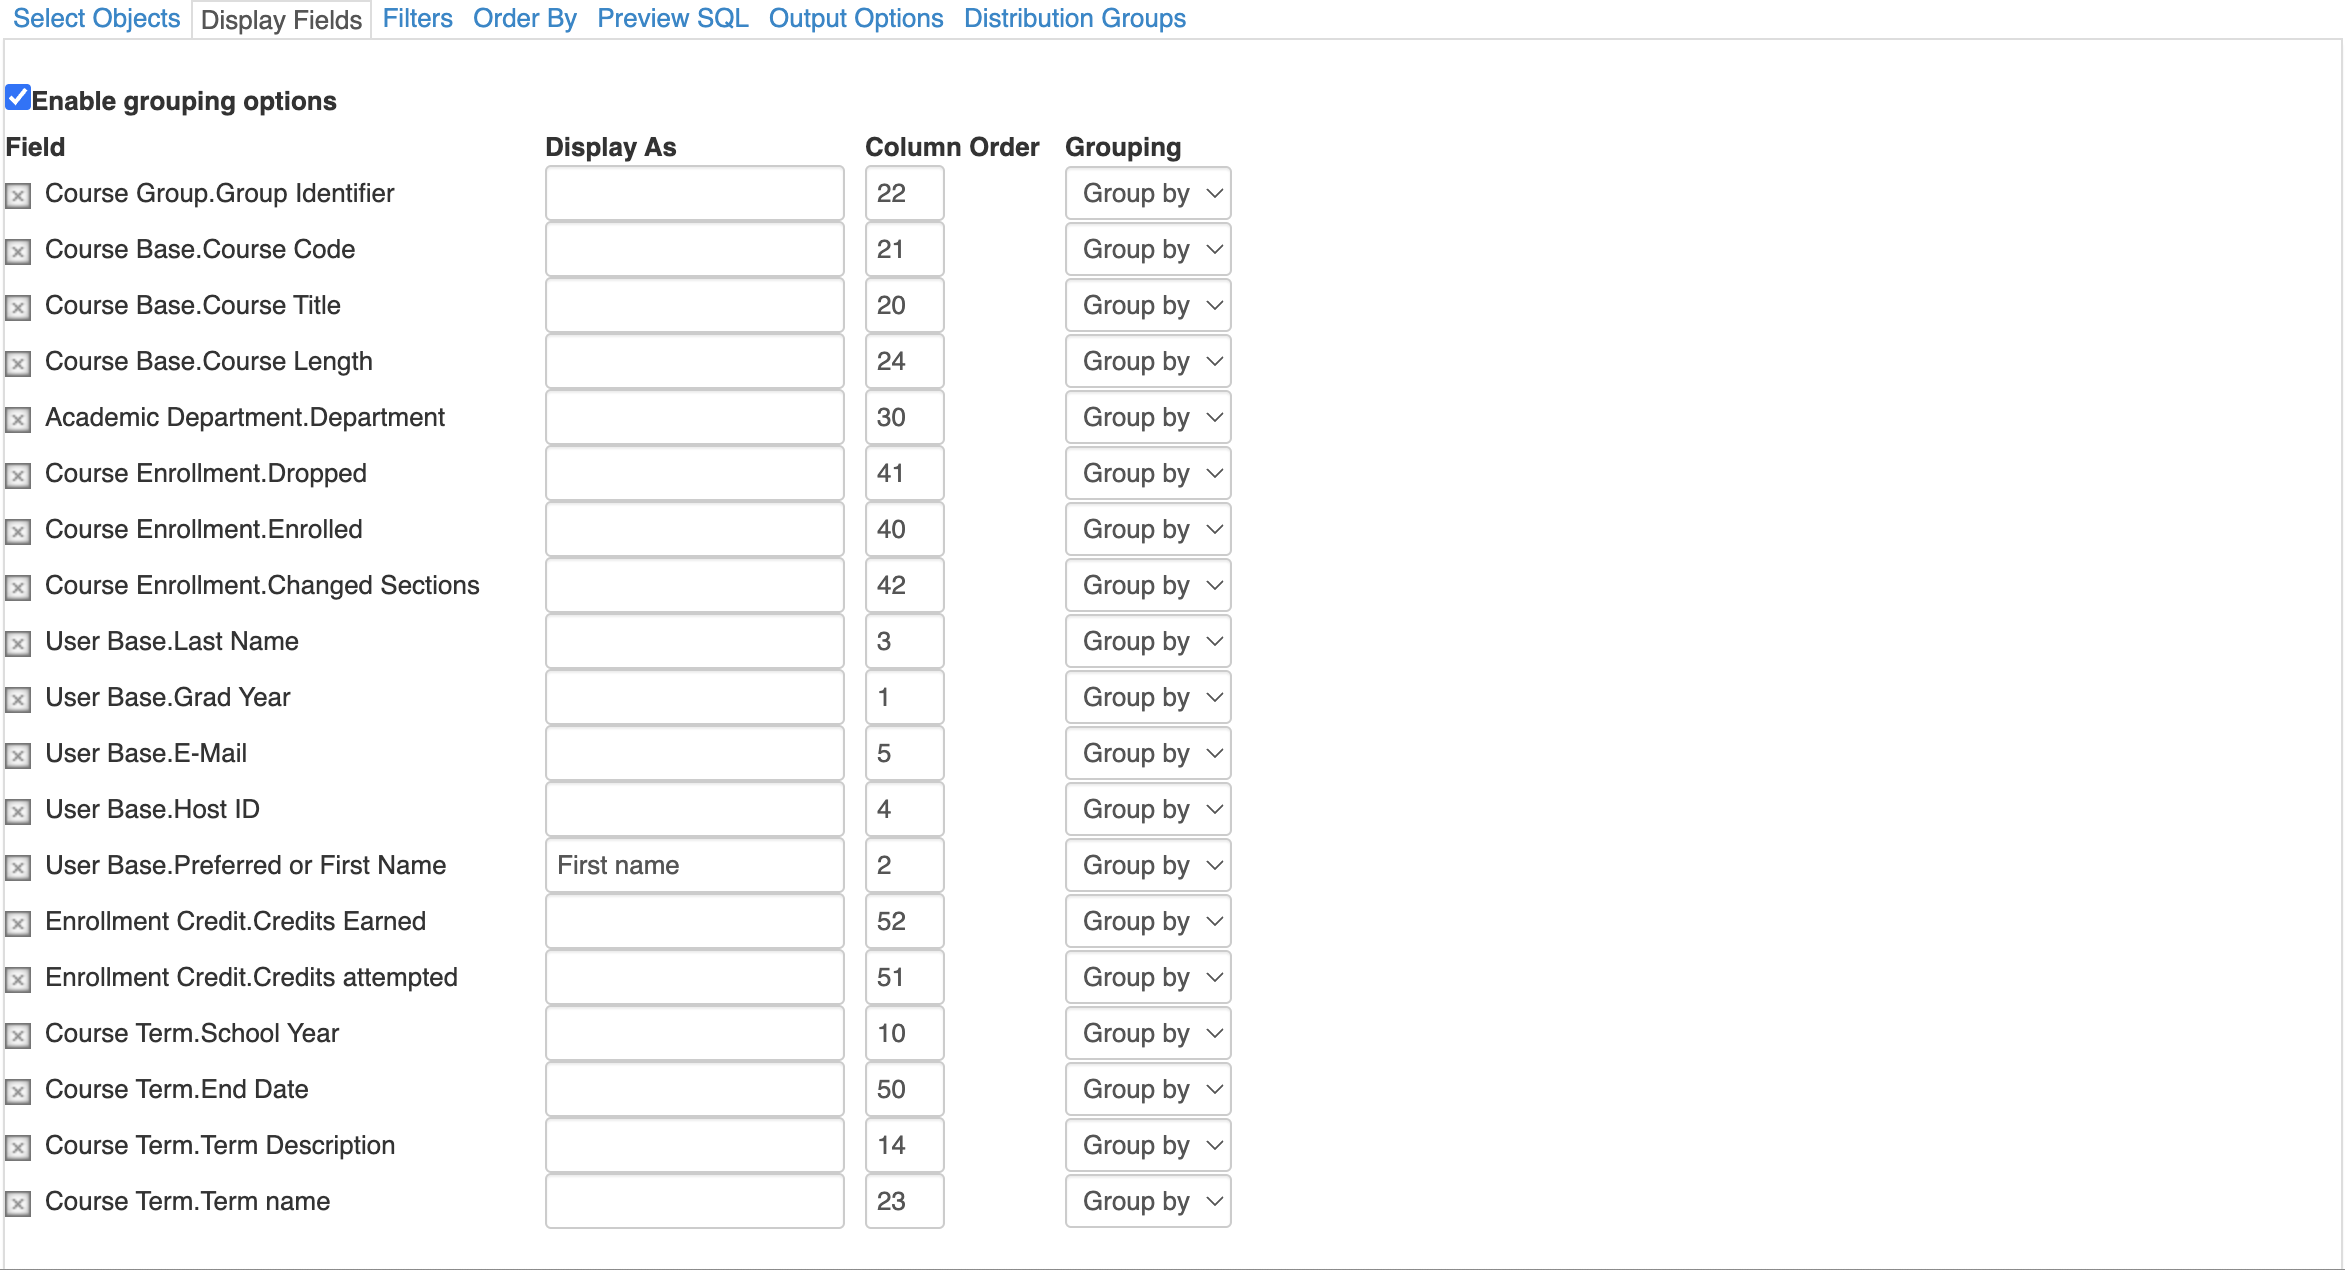 Select Objects Display Fields Filters Order By Preview SQL Output Options Distribution Groups
Enable grouping options
Field Display As Column Order Grouping
Course Group.Group Identifier 22 Group by
Course Base.Course Code 21 Group by
Course Base.Course Title 20 Group by
Course Base.Course Length 24 Group by
Academic Department.Department 30 Group by
Course Enrollment.Dropped 41 Group by
Course Enrollment.Enrolled 40 Group by
Course Enrollment.Changed Sections 42 Group by
User Base.Last Name 3 Group by
User Base.Grad Year 1 Group by
User Base.E-Mail 5 Group by
User Base.Host ID 4 Group by
User Base.Preferred or First Name First name 2 Group by
Enrollment Credit.Credits Earned 52 Group by
Enrollment Credit.Credits attempted 51 Group by
Course Term.School Year 10 Group by
Course Term.End Date 50 Group by
Course Term.Term Description 14 Group by
Course Term.Term name 23 Group by